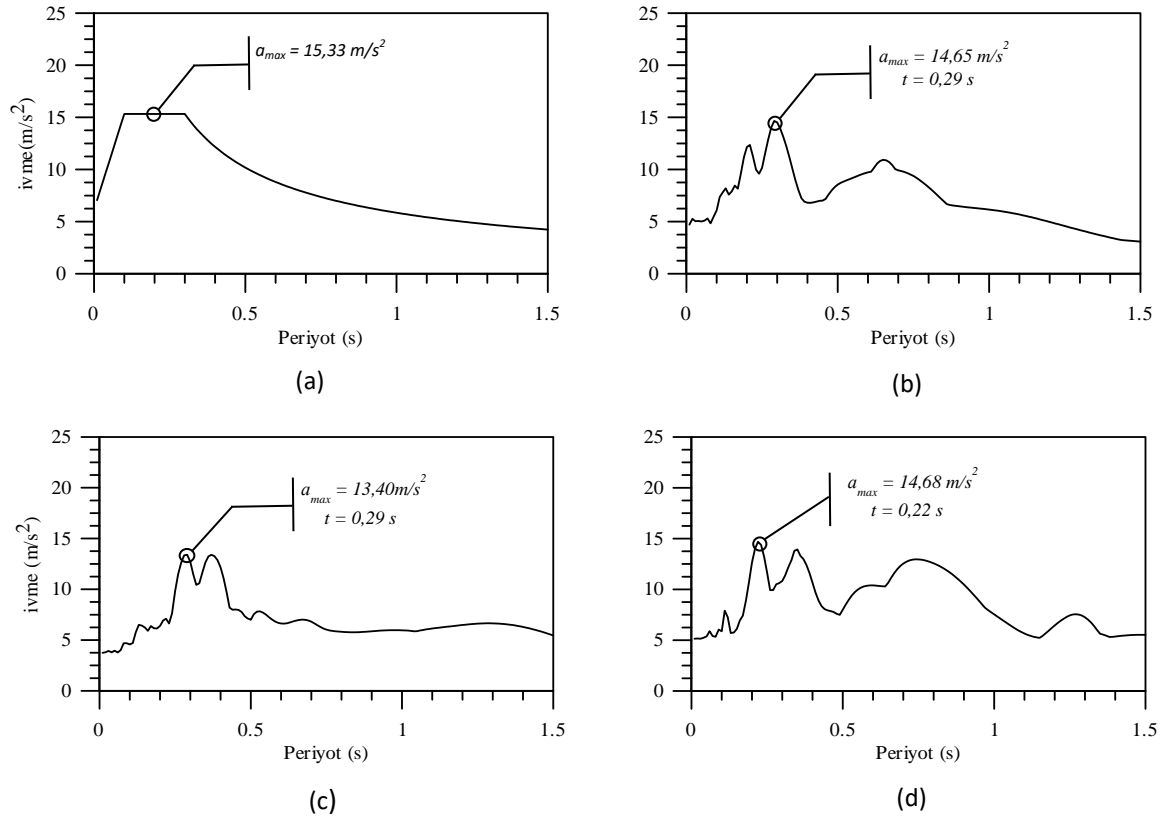 25
20
15
10
5
0
ivme(m/s²)
a_max = 15,33 m/s²
0
0.5
1
1.5
Periyot (s)
(a)
25
20
15
10
5
0
a_max = 14,65 m/s²
t = 0,29 s
0
0.5
1
1.5
Periyot (s)
(b)
25
20
15
10
5
0
ivme (m/s²)
a_max = 13,40m/s²
t = 0,29 s
0
0.5
1
1.5
Periyot (s)
(c)
25
20
15
10
5
0
a_max = 14,68 m/s²
t = 0,22 s
0
0.5
1
1.5
Periyot (s)
(d)